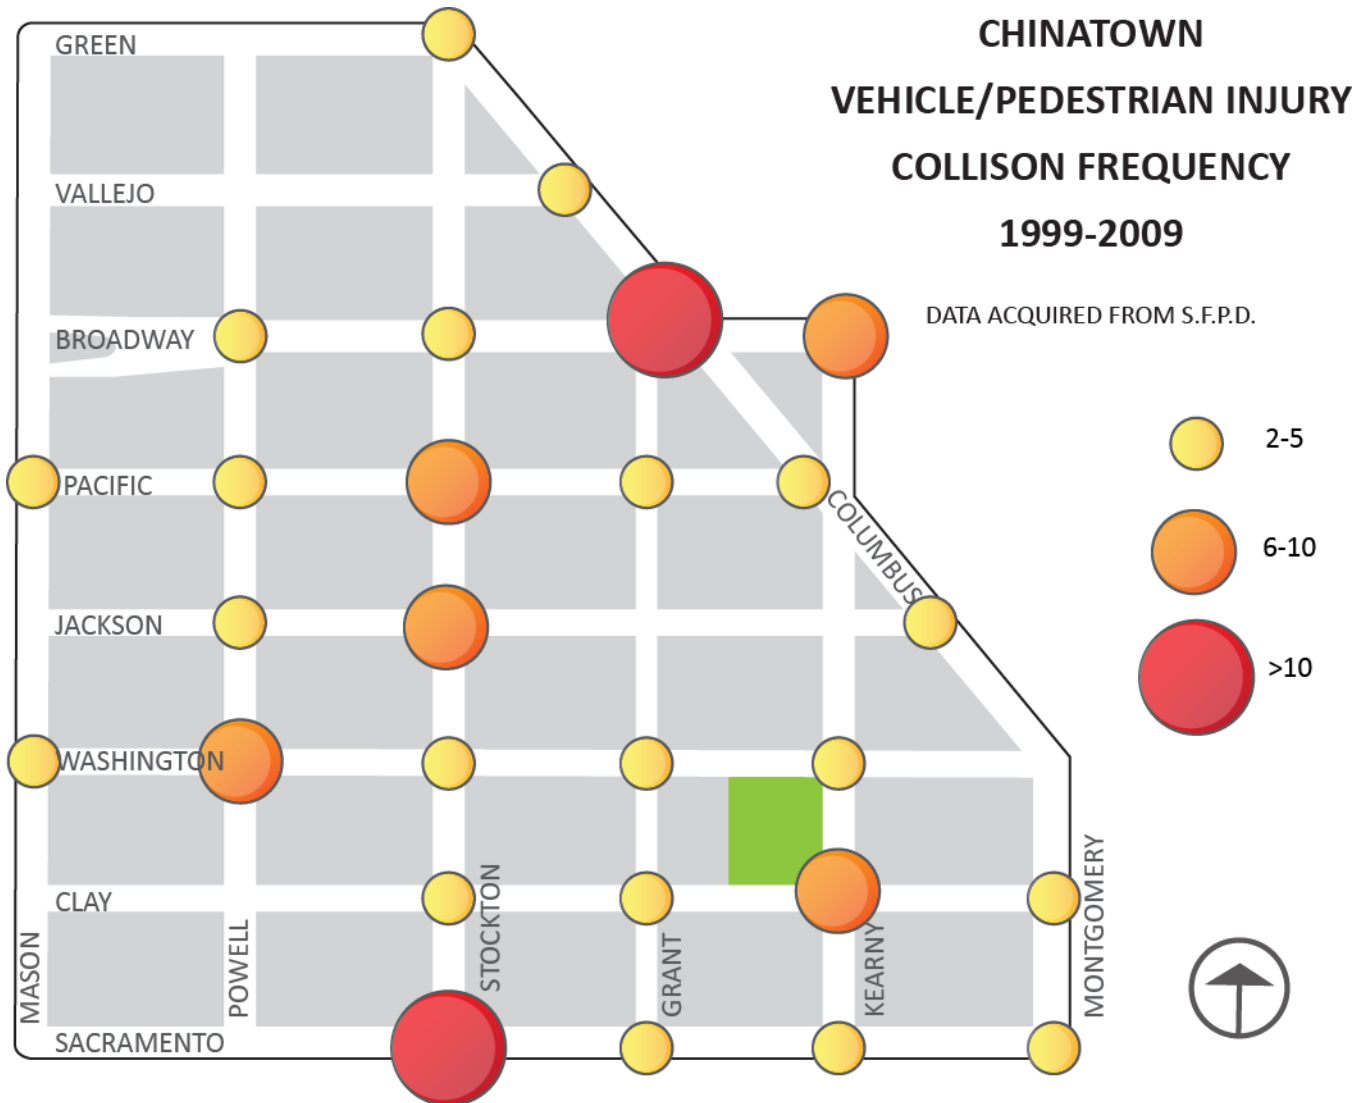 CHINATOWN
VEHICLE/PEDESTRIAN INJURY
COLLISON FREQUENCY
1999-2009
DATA ACQUIRED FROM S.F.P.D.
GREEN
VALLEJO
BROADWAY
PACIFIC
COLUMBUS
JACKSON
WASHINGTON
CLAY
SACRAMENTO
MASON
POWELL
STOCKTON
GRANT
KEARNY
MONTGOMERY
2-5
6-10
>10